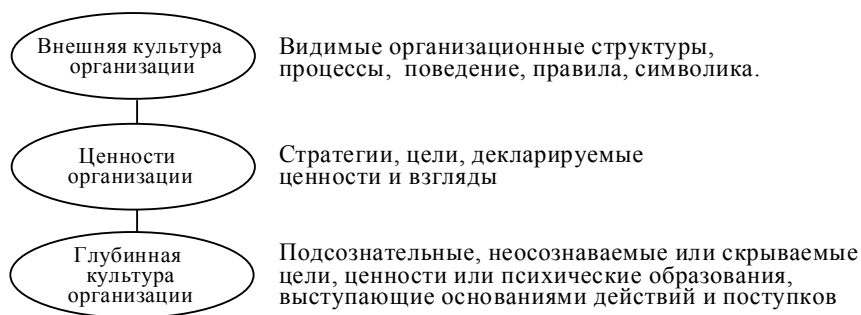 Внешняя культура
организации
Видимые организационные структуры,
процессы, поведение, правила, символика.
Ценности
организации
Стратегии, цели, декларируемые
ценности и взгляды
Глубинная
культура
организации
Подсознательные, неосознаваемые или скрываемые
цели, ценности или психические образования,
выступающие основаниями действий и поступков